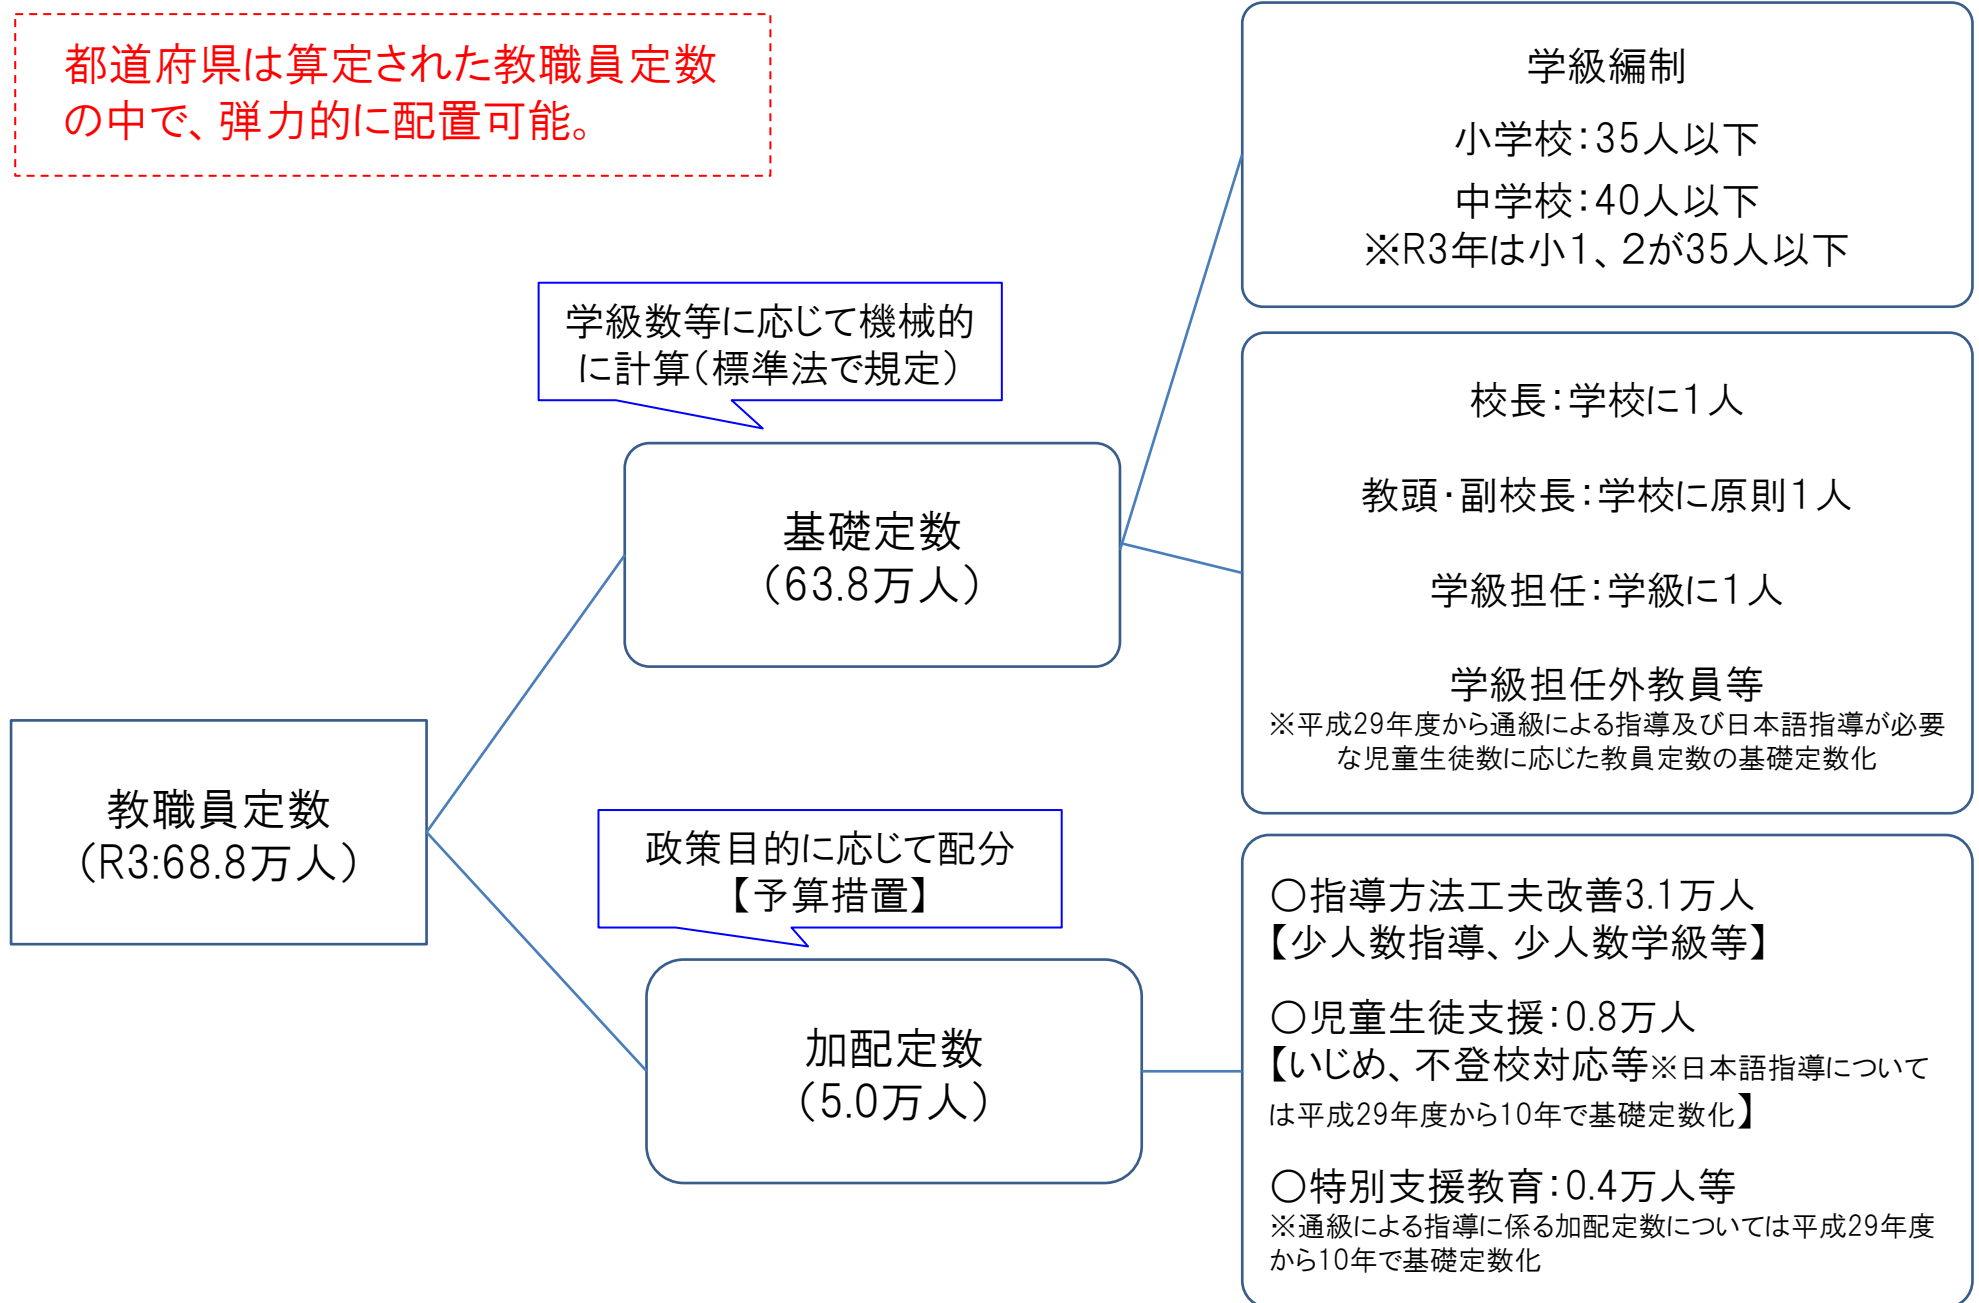 都道府県は算定された教職員定数
の中で、弾力的に配置可能。
学級編制
小学校：35人以下
中学校：40人以下
※R3年は小1、2が35人以下
学級数等に応じて機械的
に計算（標準法で規定）
校長：学校に1人
教頭・副校長：学校に原則1人
学級担任：学級に1人
学級担任外教員等
※平成29年度から通級による指導及び日本語指導が必要
な児童生徒数に応じた教員定数の基礎定数化
基礎定数
（63.8万人）
教職員定数
（R3:68.8万人）
政策目的に応じて配分
【予算措置】
加配定数
（5.0万人）
○指導方法工夫改善3.1万人
【少人数指導、少人数学級等】
○児童生徒支援：0.8万人
【いじめ、不登校対応等※日本語指導について
は平成29年度から10年で基礎定数化】
○特別支援教育：0.4万人等
※通級による指導に係る加配定数については平成29年度
から10年で基礎定数化